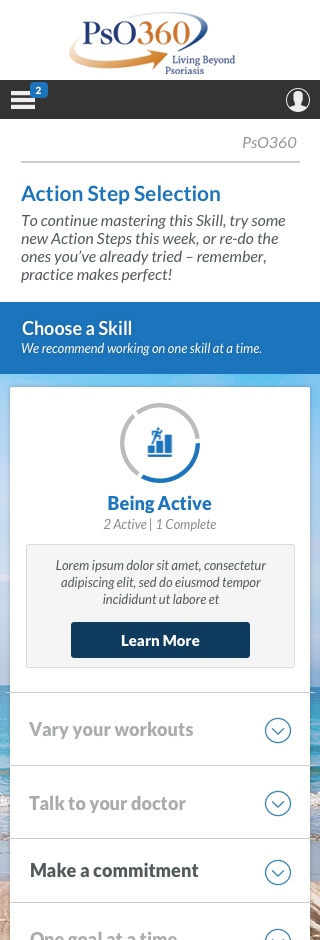 PsO360
Living Beyond
Psoriasis
2
PsO360
Action Step Selection
To continue mastering this Skill, try some
new Action Steps this week, or re-do the
ones you’ve already tried – remember,
practice makes perfect!
Choose a Skill
We recommend working on one skill at a time.
Being Active
2 Active | 1 Complete
Lorem ipsum dolor sit amet, consectetur
adipiscing elit, sed do eiusmod tempor
incididunt ut labore et
Learn More
Vary your workouts
Talk to your doctor
Make a commitment
One goal at a time